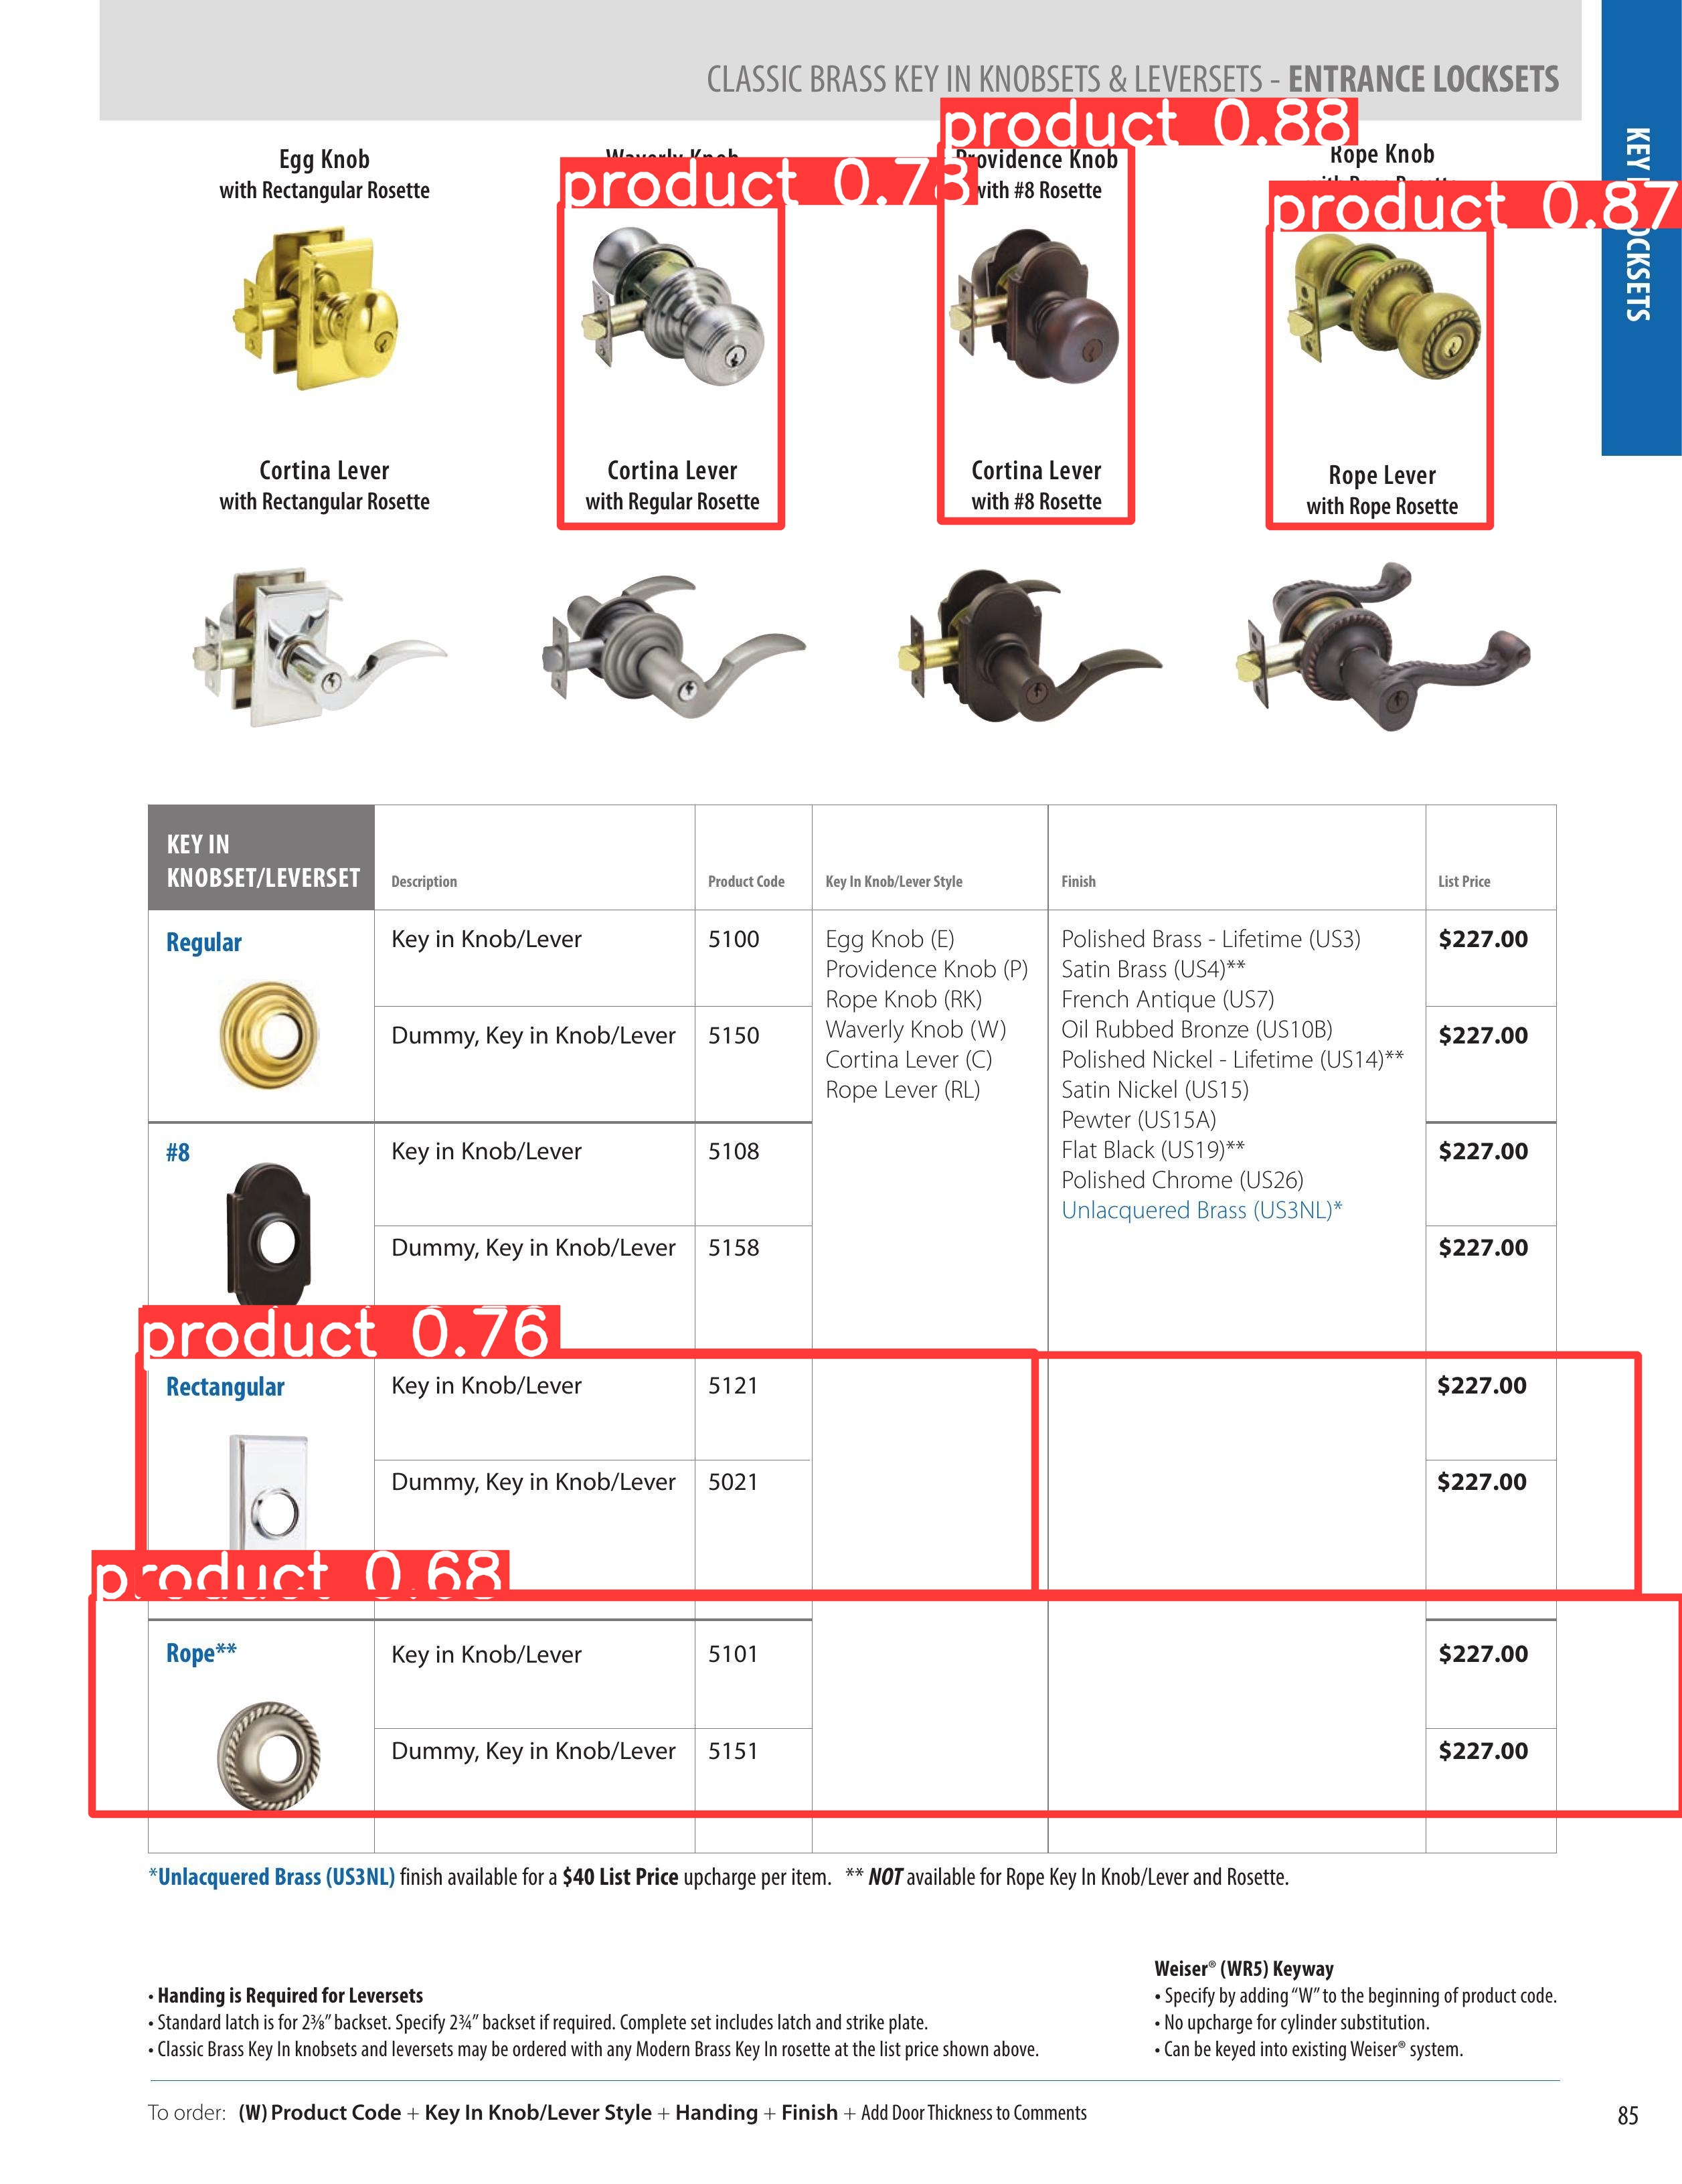 CLASSIC BRASS KEY IN KNOBSETS & LEVERSETS - ENTRANCE LOCKSETS
product 0.88
Egg Knob
with Rectangular Rosette
Waverly Knob
product 0.73
Providence Knob
with #8 Rosette
Rope Knob
product 0.87
Cortina Lever
with Rectangular Rosette
Cortina Lever
with Regular Rosette
Cortina Lever
with #8 Rosette
Rope Lever
with Rope Rosette
KEY IN
KNOBSET/LEVERSET Description Product Code Key In Knob/Lever Style Finish List Price
Regular Key in Knob/Lever 5100 Egg Knob (E) Polished Brass - Lifetime (US3) $227.00
Providence Knob (P) Satin Brass (US4)**
Rope Knob (RK) French Antique (US7)
Dummy, Key in Knob/Lever 5150 Waverly Knob (W) Oil Rubbed Bronze (US10B) $227.00
Cortina Lever (C) Polished Nickel - Lifetime (US14)**
Rope Lever (RL) Satin Nickel (US15)
Pewter (US15A)
#8 Key in Knob/Lever 5108 Flat Black (US19)** $227.00
Polished Chrome (US26)
Unlacquered Brass (US3NL)*
Dummy, Key in Knob/Lever 5158 $227.00
product 0.76
Rectangular Key in Knob/Lever 5121 $227.00
Dummy, Key in Knob/Lever 5021 $227.00
product 0.68
Rope** Key in Knob/Lever 5101 $227.00
Dummy, Key in Knob/Lever 5151 $227.00
*Unlacquered Brass (US3NL) finish available for a $40 List Price upcharge per item. ** NOT available for Rope Key In Knob/Lever and Rosette.
• Handing is Required for Leversets
• Standard latch is for 2⅜" backset. Specify 2¾" backset if required. Complete set includes latch and strike plate.
• Classic Brass Key In knobsets and leversets may be ordered with any Modern Brass Key In rosette at the list price shown above.
Weiser® (WR5) Keyway
• Specify by adding "W" to the beginning of product code.
• No upcharge for cylinder substitution.
• Can be keyed into existing Weiser® system.
To order: (W) Product Code + Key In Knob/Lever Style + Handing + Finish + Add Door Thickness to Comments
85
KEY